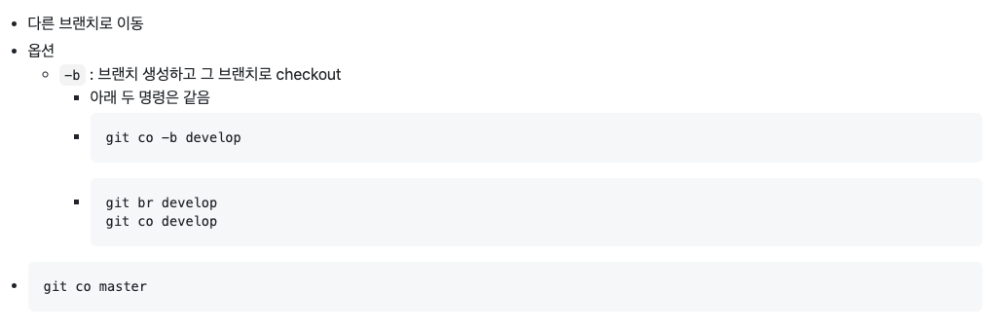 다른 브랜치로 이동
옵션
-b : 브랜치 생성하고 그 브랜치로 checkout
아래 두 명령은 같음
git co -b develop
git br develop
git co develop
git co master